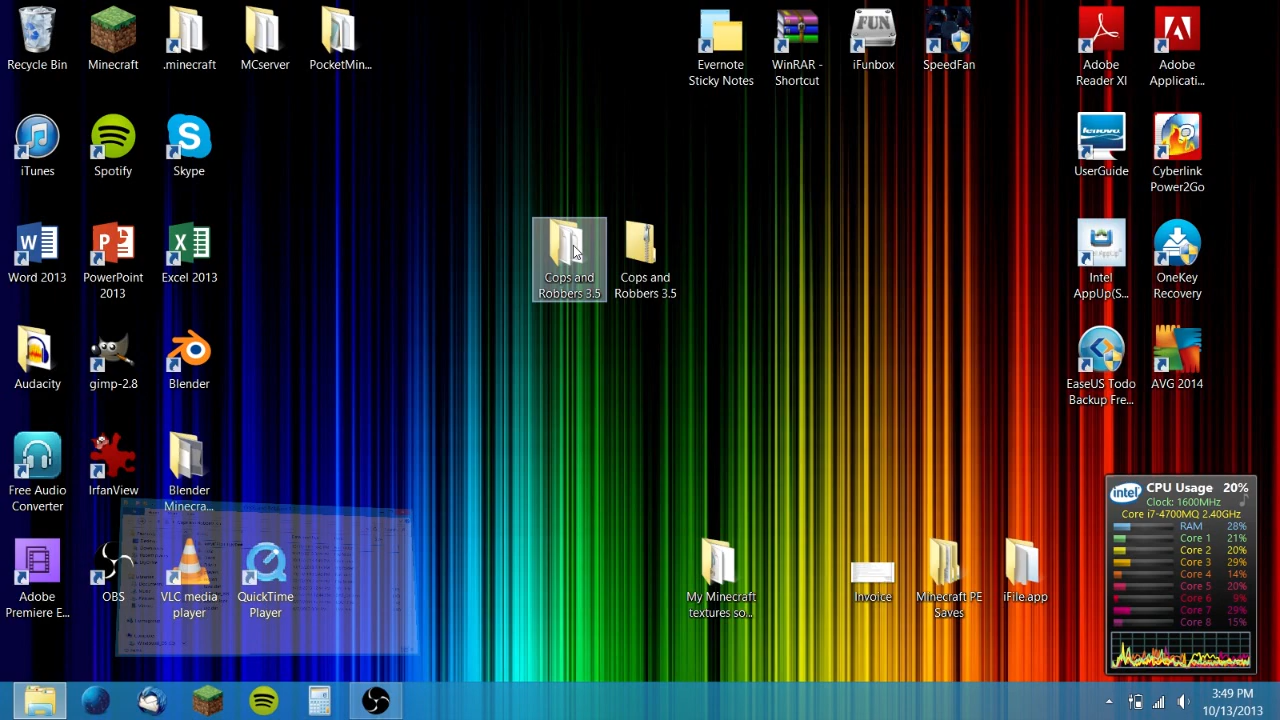 Recycle Bin
Minecraft
.minecraft
MCserver
PocketMin...
FUN
Evernote
Sticky Notes
WinRAR -
Shortcut
iFunbox
SpeedFan
Adobe
Reader XI
Adobe
Applicati...
iTunes
Spotify
Skype
lenovo
UserGuide
Cyberlink
Power2Go
Word 2013
PowerPoint
2013
Excel 2013
Cops and
Robbers 3.5
Cops and
Robbers 3.5
Intel
AppUp(S...
OneKey
Recovery
Audacity
gimp-2.8
Blender
EaseUS Todo
Backup Fre...
AVG 2014
Free Audio
Converter
IrfanView
Blender
Minecra...
Adobe
Premiere E...
OBS
VLC media
player
QuickTime
Player
My Minecraft
textures so...
Invoice
Minecraft PE
Saves
iFile.app
intel
CPU Usage 20%
Clock: 1600MHz
Core i7-4700MQ 2.40GHz
RAM 28%
Core 1 21%
Core 2 20%
Core 3 29%
Core 4 14%
Core 5 20%
Core 6 9%
Core 7 29%
Core 8 15%
3:49 PM
10/13/2013